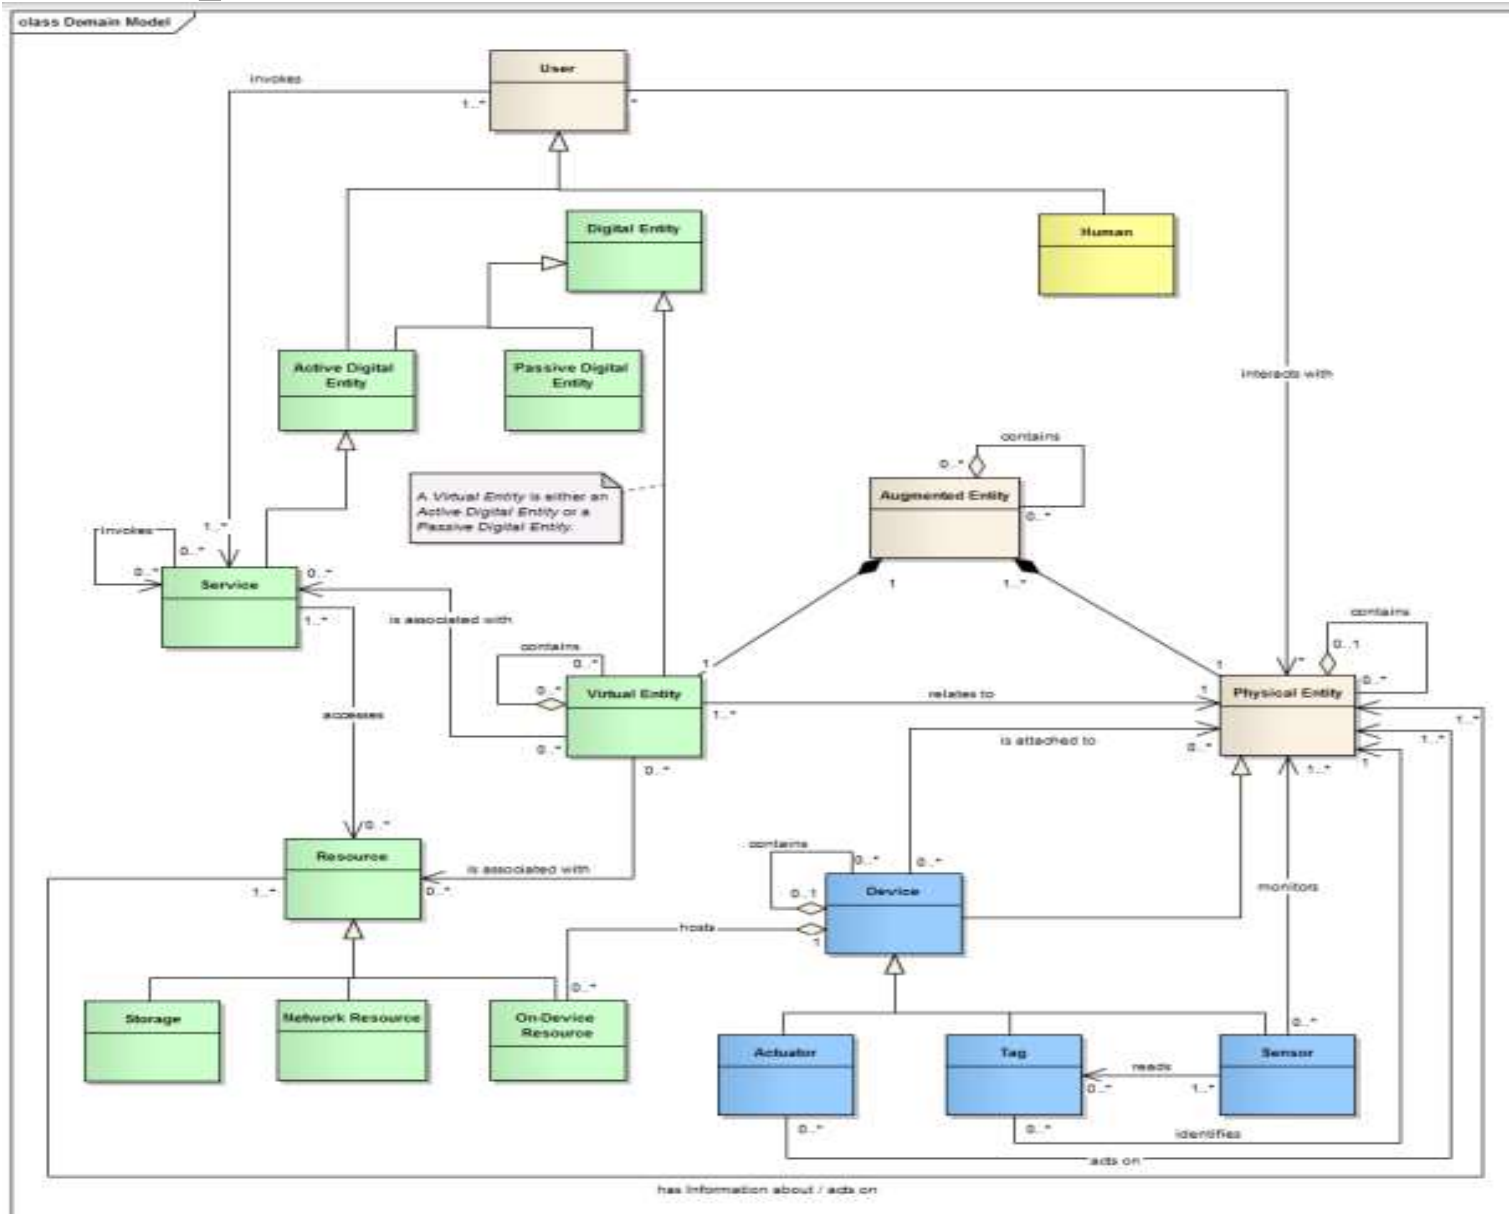 class Domain Model
User
invokes
1..*
*
Digital Entity
Human
Active Digital
Entity
Passive Digital
Entity
interacts with
contains
0..*
Augmented Entity
0..*
A Virtual Entity is either an
Active Digital Entity or a
Passive Digital Entity.
1..*
invokes
0..*
0..*
Service
0..*
1..*
1
1..*
is associated with
contains
0..*
0..*
Virtual Entity
0..*
1
1..*
relates to
1
1
*
contains
0..1
0..*
Physical Entity
1..*
1..*
1
1..*
0..*
is attached to
accesses
0..*
0..*
Resource
1..*
0..*
is associated with
contains
0..*
0..*
0..1
Device
1
hosts
monitors
0..*
Storage
Network Resource
On-Device
Resource
0..*
Actuator
Tag
Sensor
reads
0..*
1..*
0..*
0..*
identifies
acts on
has Information about / acts on